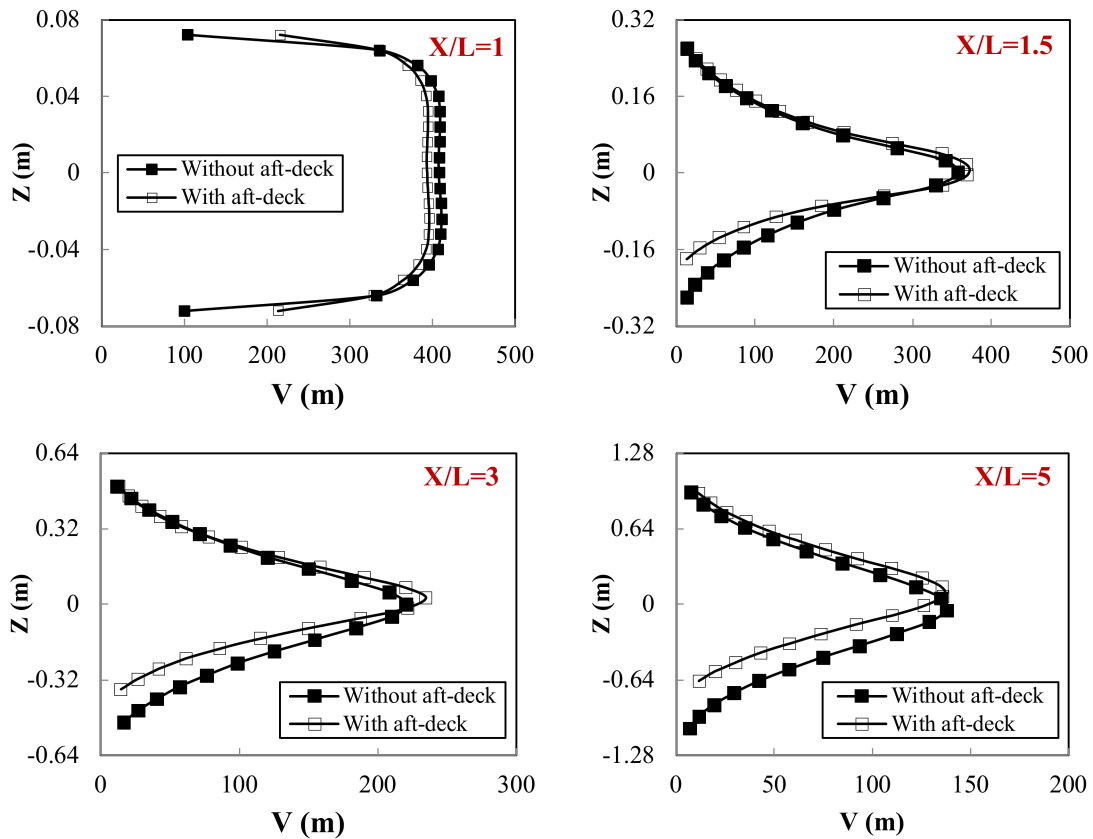 0.08
X/L=1
0.04
Without aft-deck
With aft-deck
0
-0.04
-0.08
0 100 200 300 400 500
Z (m)
V (m)
0.32
X/L=1.5
0.16
0
-0.16
Without aft-deck
With aft-deck
-0.32
0 100 200 300 400 500
Z (m)
V (m)
0.64
X/L=3
0.32
0
-0.32
Without aft-deck
With aft-deck
-0.64
0 100 200 300
Z (m)
V (m)
1.28
X/L=5
0.64
0
-0.64
Without aft-deck
With aft-deck
-1.28
0 50 100 150 200
Z (m)
V (m)